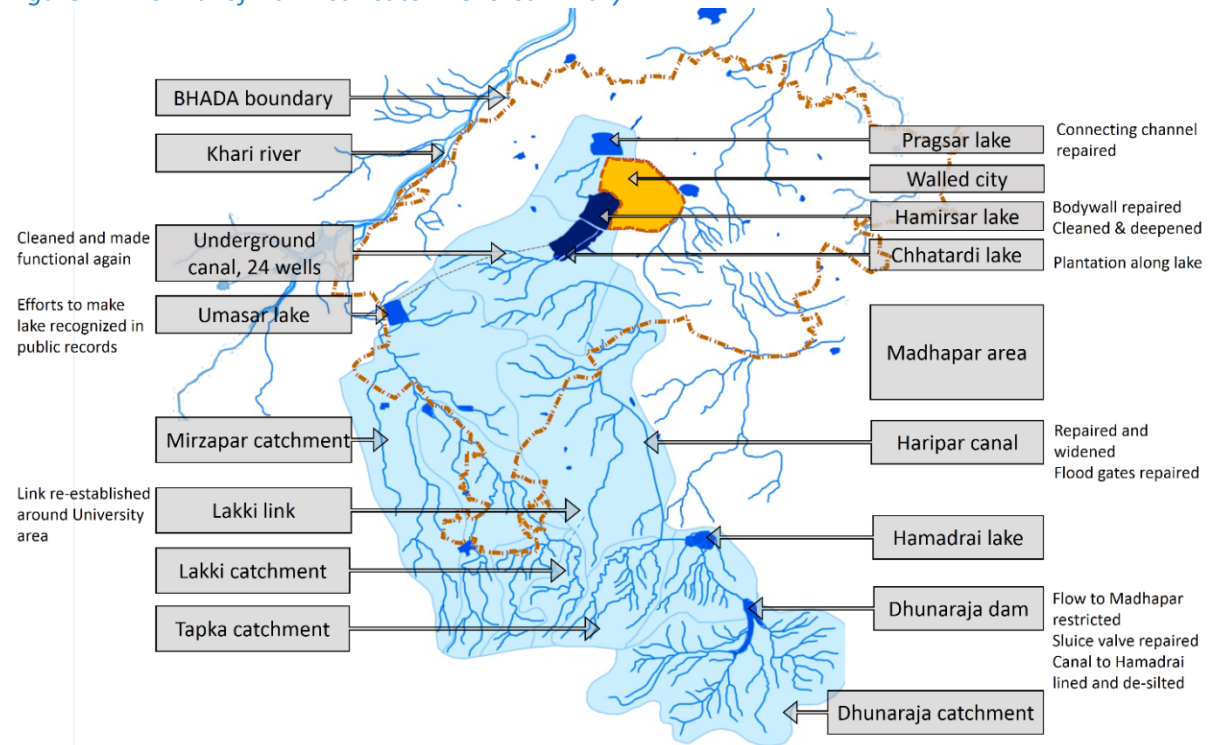 BHADA boundary
Khari river
Cleaned and made
functional again
Underground
canal, 24 wells
Efforts to make
lake recognized in
public records
Umasar lake
Mirzapar catchment
Link re-established
around University
area
Lakki link
Lakki catchment
Tapka catchment
Pragsar lake
Connecting channel
repaired
Walled city
Hamirsar lake
Bodywall repaired
Cleaned & deepened
Chhatardi lake
Plantation along lake
Madhapar area
Haripar canal
Repaired and
widened
Flood gates repaired
Hamadrai lake
Dhunaraja dam
Flow to Madhapar
restricted
Sluice valve repaired
Canal to Hamadrai
lined and de-silted
Dhunaraja catchment